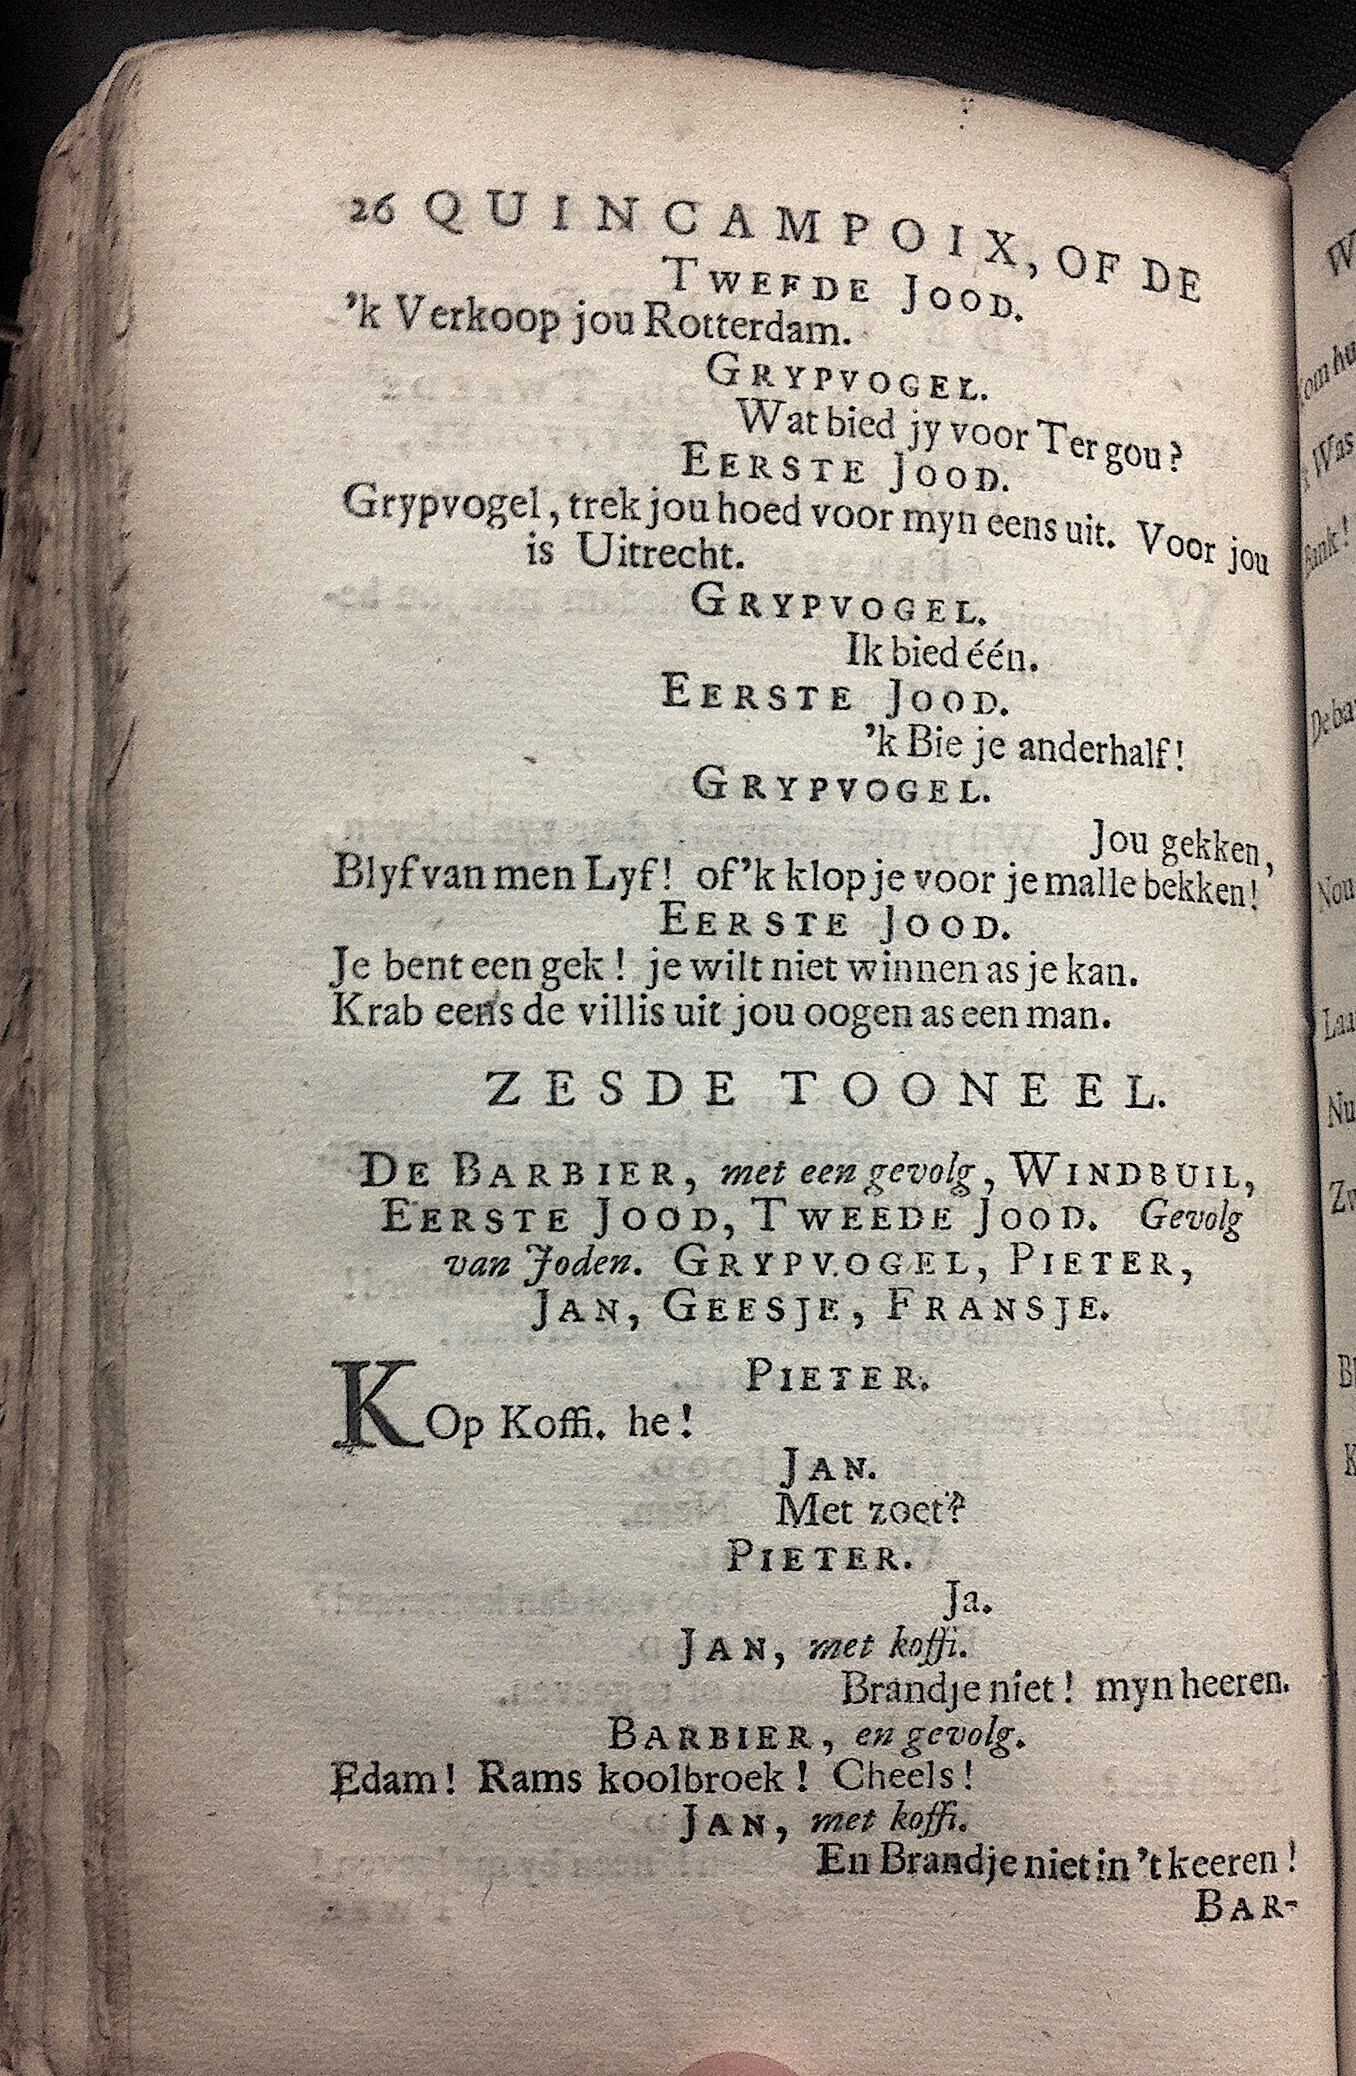 26 QUINCAMPOIX, OF DE
TWEEDE JOOD.
'k Verkoop jou Rotterdam.
GRYPVOGEL.
Wat bied jy voor Tergou?
EERSTE JOOD.
Grypvogel, trek jou hoed voor myn eens uit. Voor jou
is Uitrecht.
GRYPVOGEL.
Ik bied één.
EERSTE JOOD.
'k Bie je anderhalf!
GRYPVOGEL.
Jou gekken,
Blyf van men Lyf! of 'k klop je voor je malle bekken!
EERSTE JOOD.
Je bent een gek! je wilt niet winnen as je kan.
Krab eens de villis uit jou oogen as een man.
ZESDE TOONEEL.
DE BARBIER, met een gevolg, WINDBUIL,
EERSTE JOOD, TWEEDE JOOD. Gevolg
van Joden. GRYPVOGEL, PIETER,
JAN, GEESJE, FRANSJE.
PIETER.
KOp Koffi. he!
JAN.
Met zoet?
PIETER.
Ja.
JAN, met koffi.
Brandje niet! myn heeren.
BARBIER, en gevolg.
Edam! Rams koolbroek! Cheels!
JAN, met koffi.
En Brandje niet in 't keeren!
BAR-